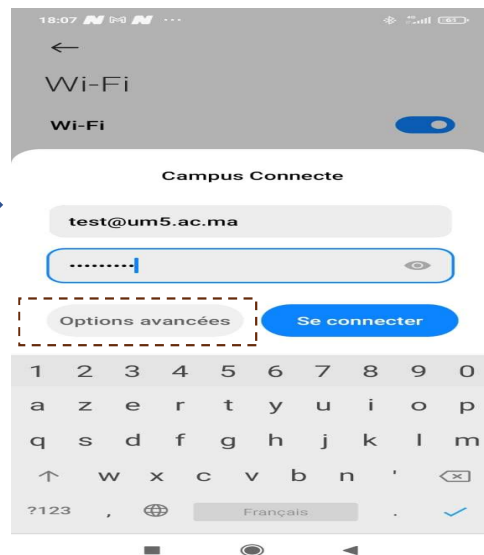 18:07
Wi-Fi
Wi-Fi
Campus Connecte
test@um5.ac.ma
•••••••••
Options avancées Se connecter
1 2 3 4 5 6 7 8 9 0
a z e r t y u i o p
q s d f g h j k l m
w x c v b n '
?123 , Français .